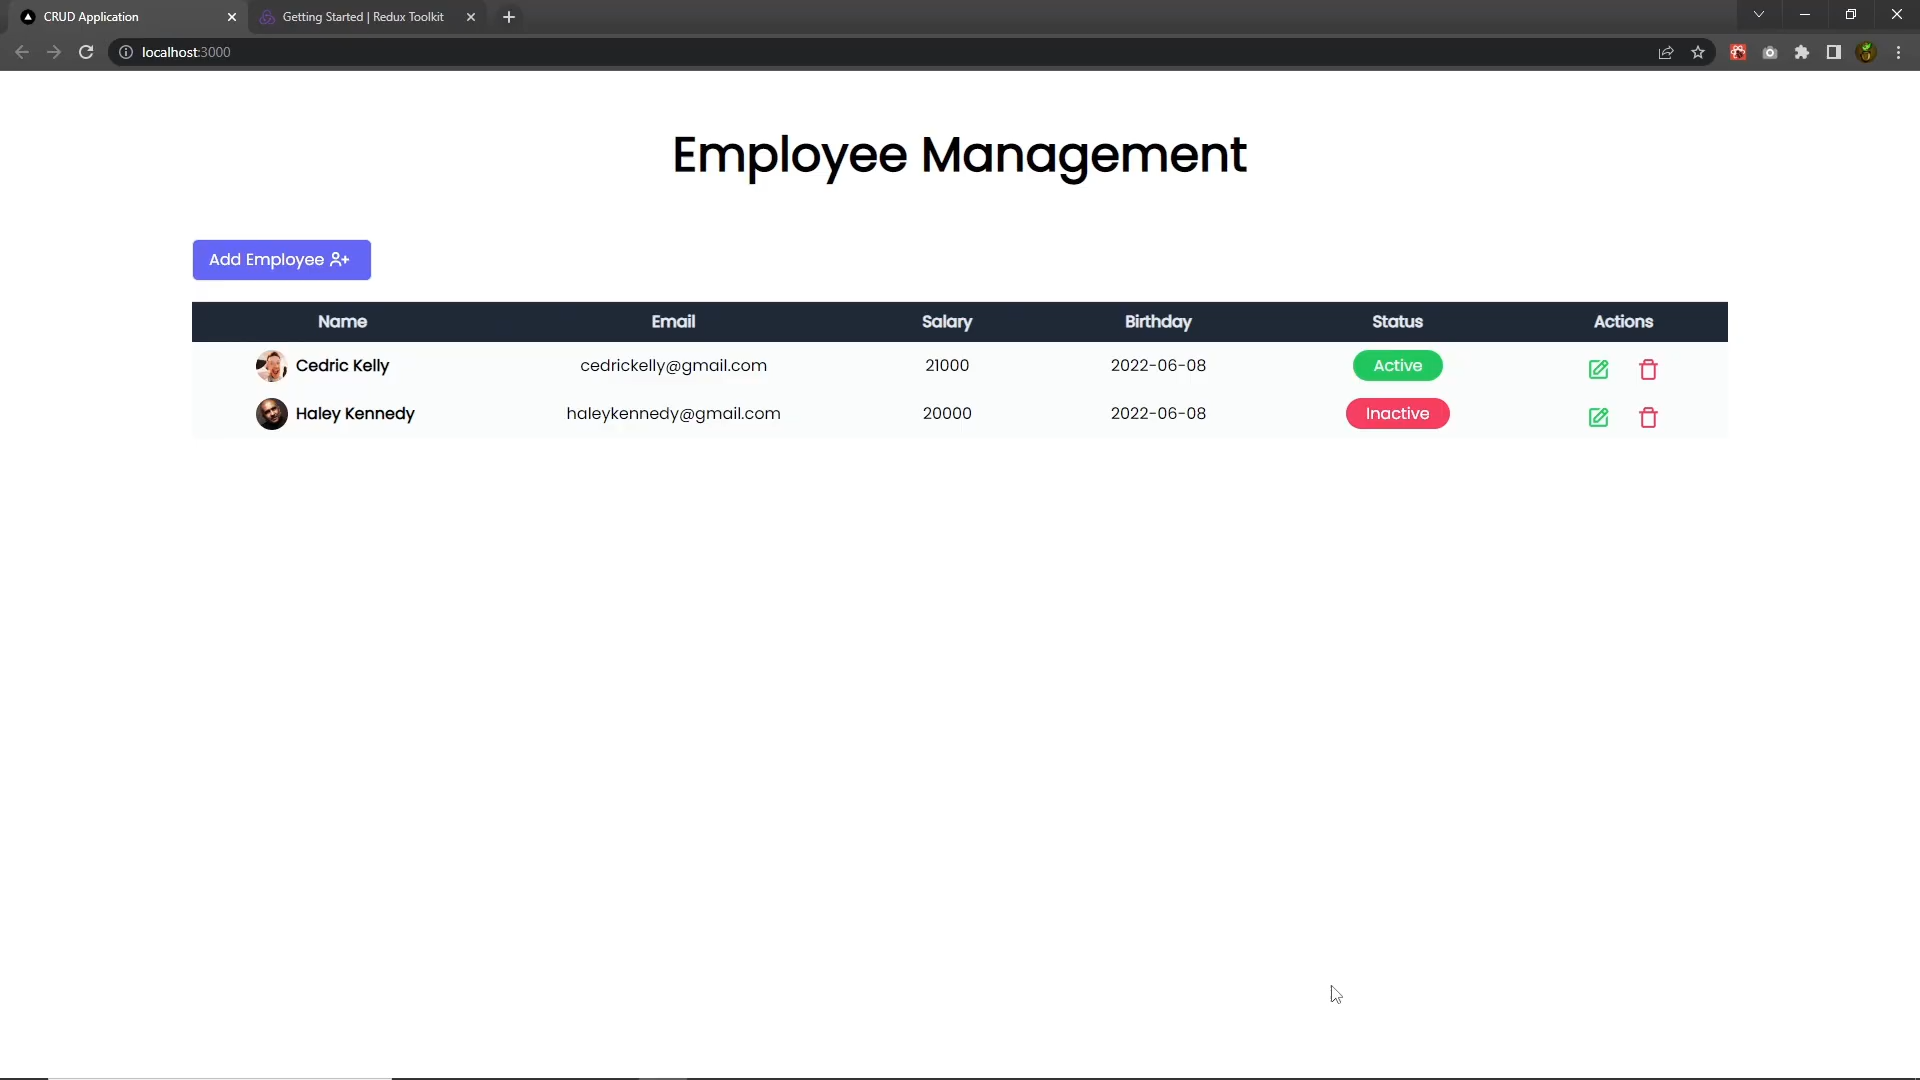 CRUD Application
Getting Started | Redux Toolkit
localhost:3000
Employee Management
Add Employee
Name Email Salary Birthday Status Actions
Cedric Kelly cedrickelly@gmail.com 21000 2022-06-08 Active
Haley Kennedy haleykennedy@gmail.com 20000 2022-06-08 Inactive